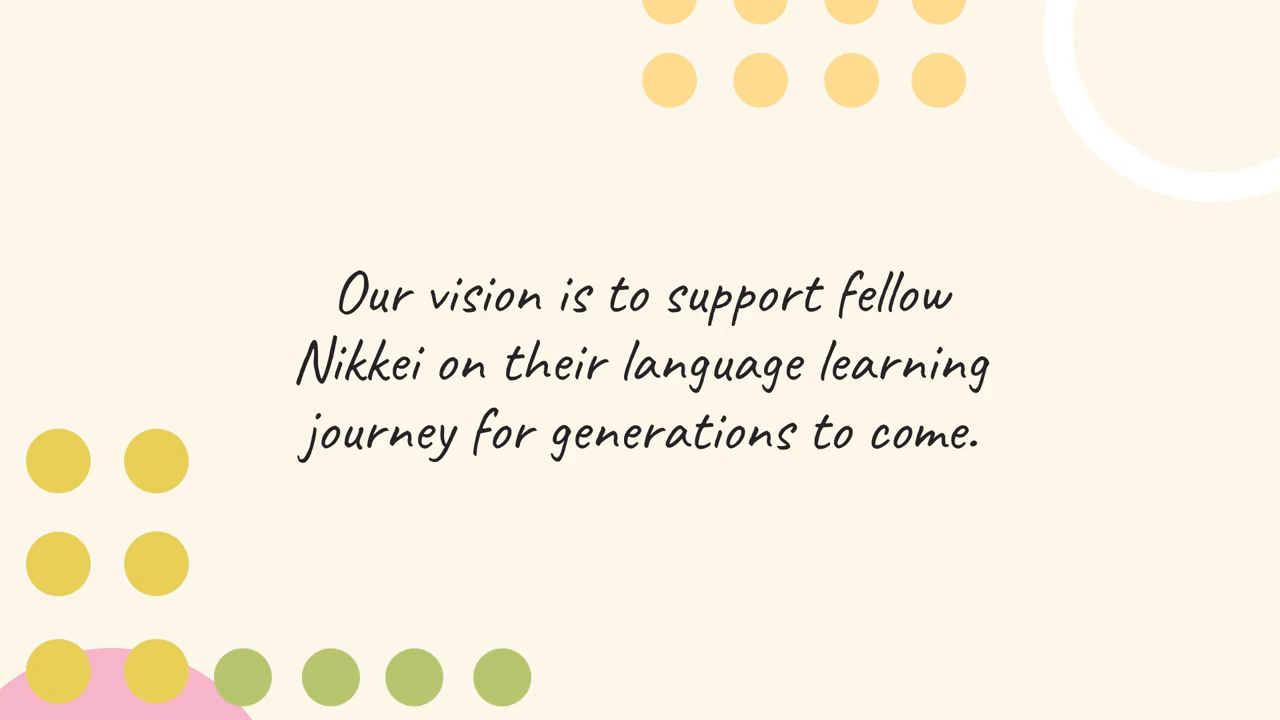 Our vision is to support fellow
Nikkei on their language learning
journey for generations to come.